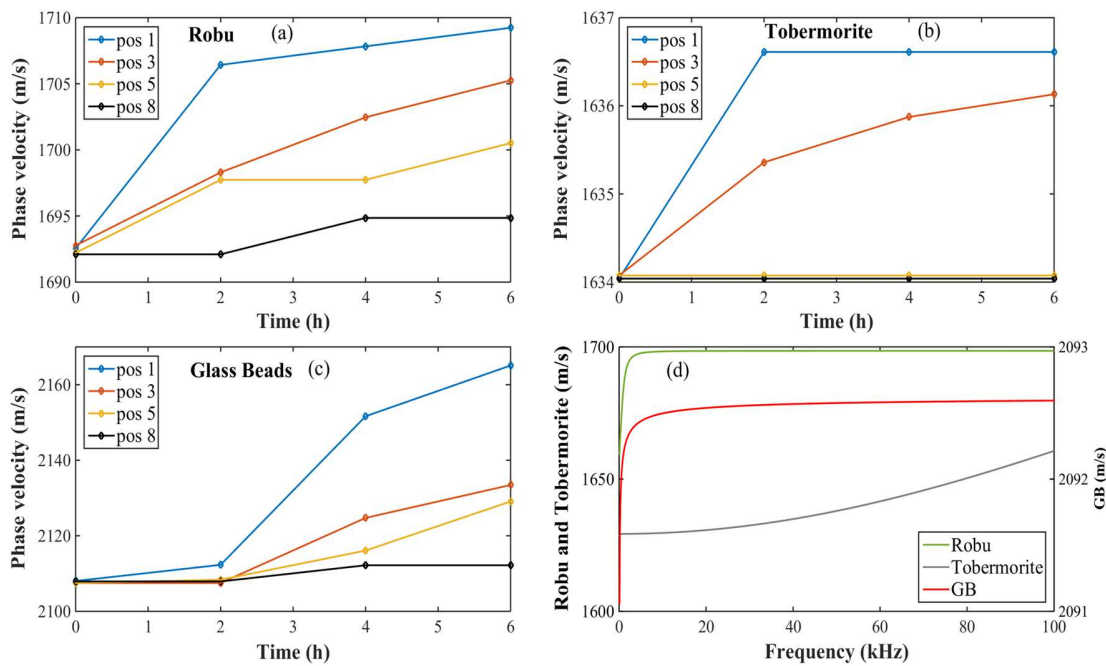 Robu (a)
pos 1
pos 3
pos 5
pos 8
Phase velocity (m/s)
1710
1705
1700
1695
1690
0 1 2 3 4 5 6
Time (h)
Tobermorite (b)
pos 1
pos 3
pos 5
pos 8
Phase velocity (m/s)
1637
1636
1635
1634
0 1 2 3 4 5 6
Time (h)
Glass Beads (c)
pos 1
pos 3
pos 5
pos 8
Phase velocity (m/s)
2160
2140
2120
2100
0 1 2 3 4 5 6
Time (h)
(d)
Robu and Tobermorite (m/s)
1700
1650
1600
2093
2092
2091
GB (m/s)
Robu
Tobermorite
GB
0 20 40 60 80 100
Frequency (kHz)